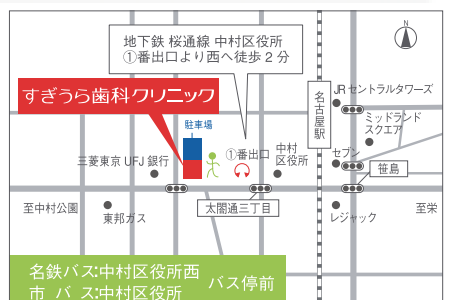 地下鉄 桜通線 中村区役所
①番出口より西へ徒歩2分
N
すぎうら歯科クリニック
駐車場
三菱東京UFJ銀行
①番出口
中村
区役所
名古屋駅
JRセントラルタワーズ
ミッドランド
スクエア
セブン
笹島
至中村公園
東邦ガス
太閤通三丁目
レジャック
至栄
名鉄バス:中村区役所西
市 バス:中村区役所
バス停前